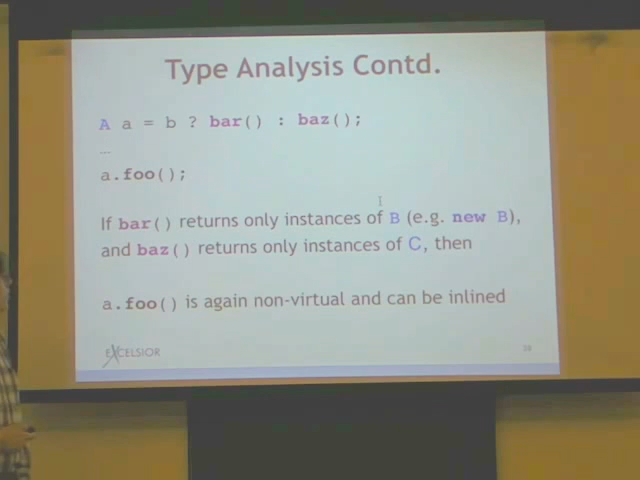 Type Analysis Contd.
A a = b ? bar() : baz();
…
a.foo();
If bar() returns only instances of B (e.g. new B),
and baz() returns only instances of C, then
a.foo() is again non-virtual and can be inlined
EXCELSIOR